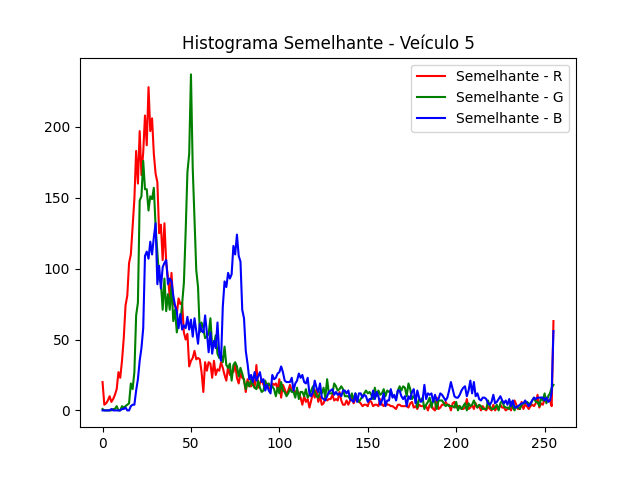 Histograma Semelhante - Veículo 5
Semelhante - R
Semelhante - G
Semelhante - B
200
150
100
50
0
0 50 100 150 200 250